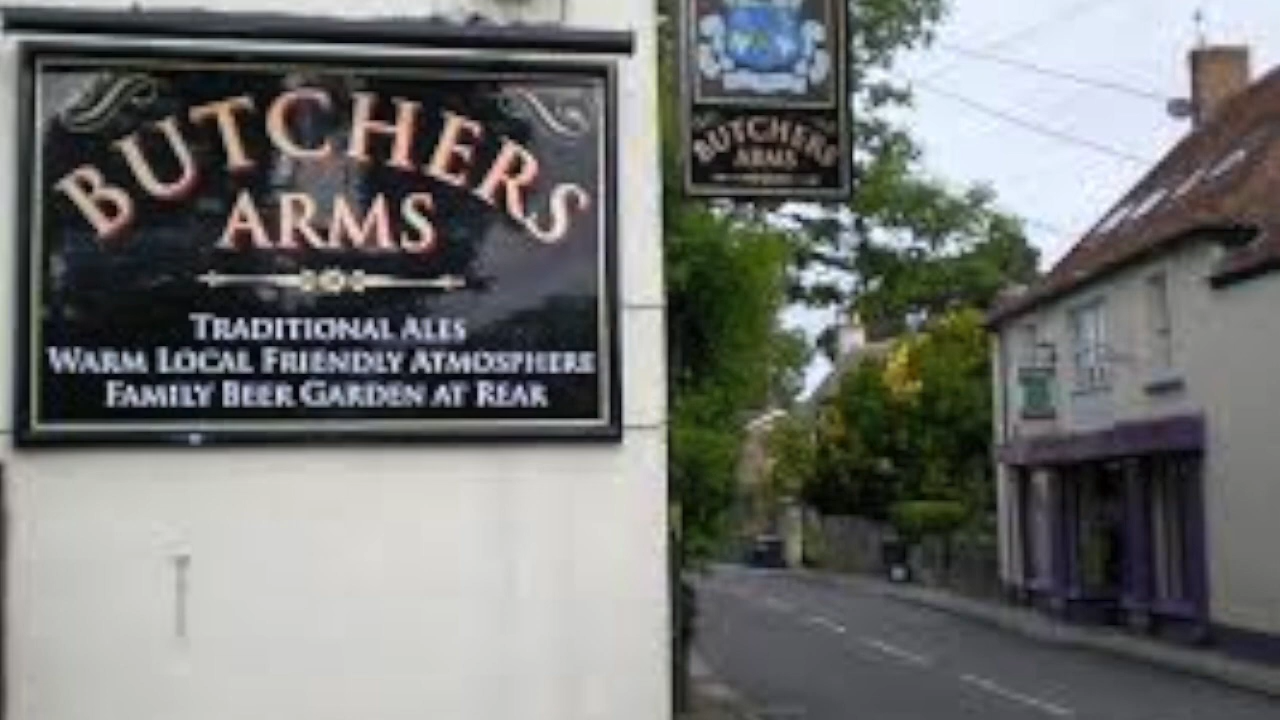 BUTCHERS
ARMS
TRADITIONAL ALES
WARM LOCAL FRIENDLY ATMOSPHERE
FAMILY BEER GARDEN AT REAR
BUTCHERS
ARMS